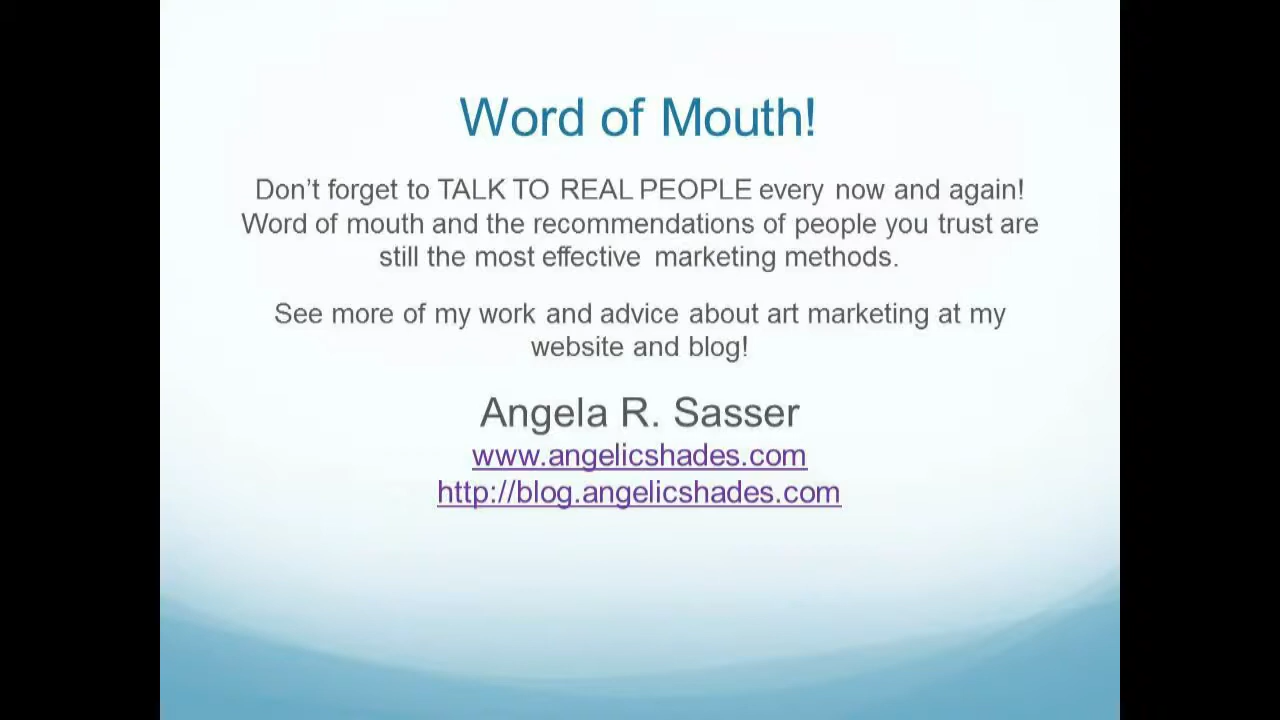 Word of Mouth!
Don’t forget to TALK TO REAL PEOPLE every now and again!
Word of mouth and the recommendations of people you trust are
still the most effective marketing methods.
See more of my work and advice about art marketing at my
website and blog!
Angela R. Sasser
www.angelicshades.com
http://blog.angelicshades.com